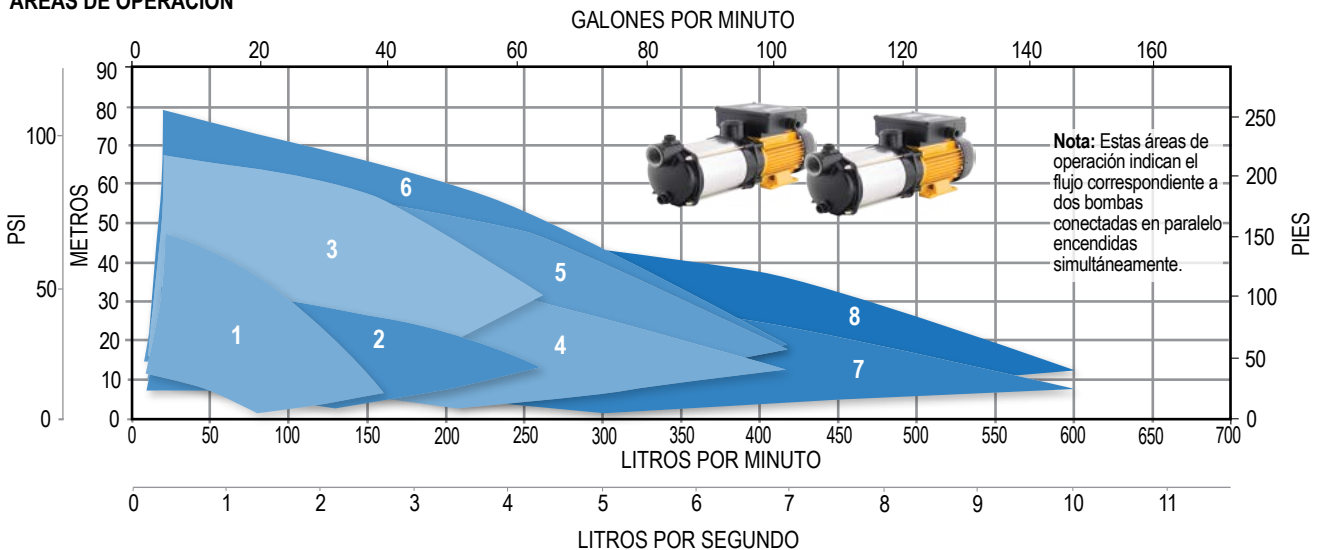 ÁREAS DE OPERACIÓN
GALONES POR MINUTO
0 20 40 60 80 100 120 140 160
PSI
100
50
0
METROS
90
80
70
60
50
40
30
20
10
0
1
2
3
4
5
6
7
8
Nota: Estas áreas de
operación indican el
flujo correspondiente a
dos bombas
conectadas en paralelo
encendidas
simultáneamente.
250
200
150
100
50
0
PIES
0 50 100 150 200 250 300 350 400 450 500 550 600 650 700
LITROS POR MINUTO
0 1 2 3 4 5 6 7 8 9 10 11
LITROS POR SEGUNDO